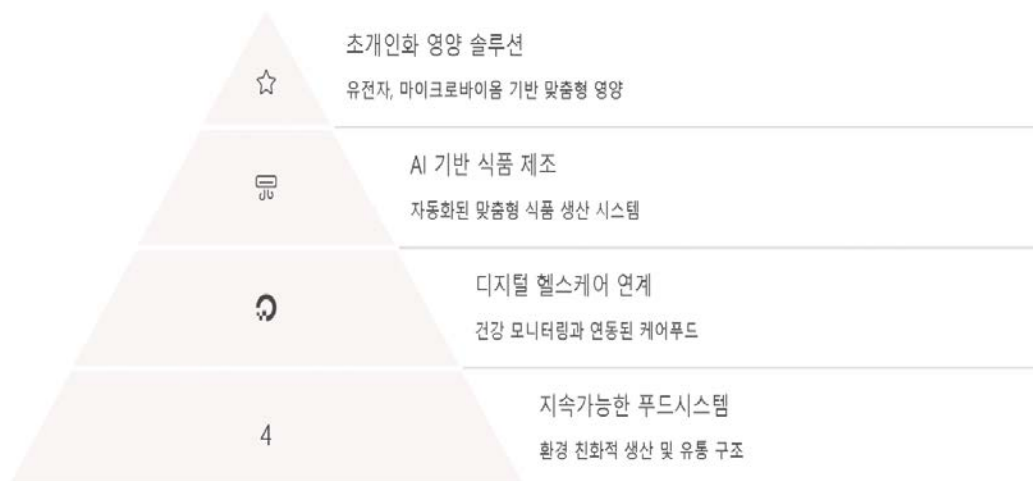 초개인화 영양 솔루션
유전자, 마이크로바이옴 기반 맞춤형 영양
AI 기반 식품 제조
자동화된 맞춤형 식품 생산 시스템
디지털 헬스케어 연계
건강 모니터링과 연동된 케어푸드
4
지속가능한 푸드시스템
환경 친화적 생산 및 유통 구조